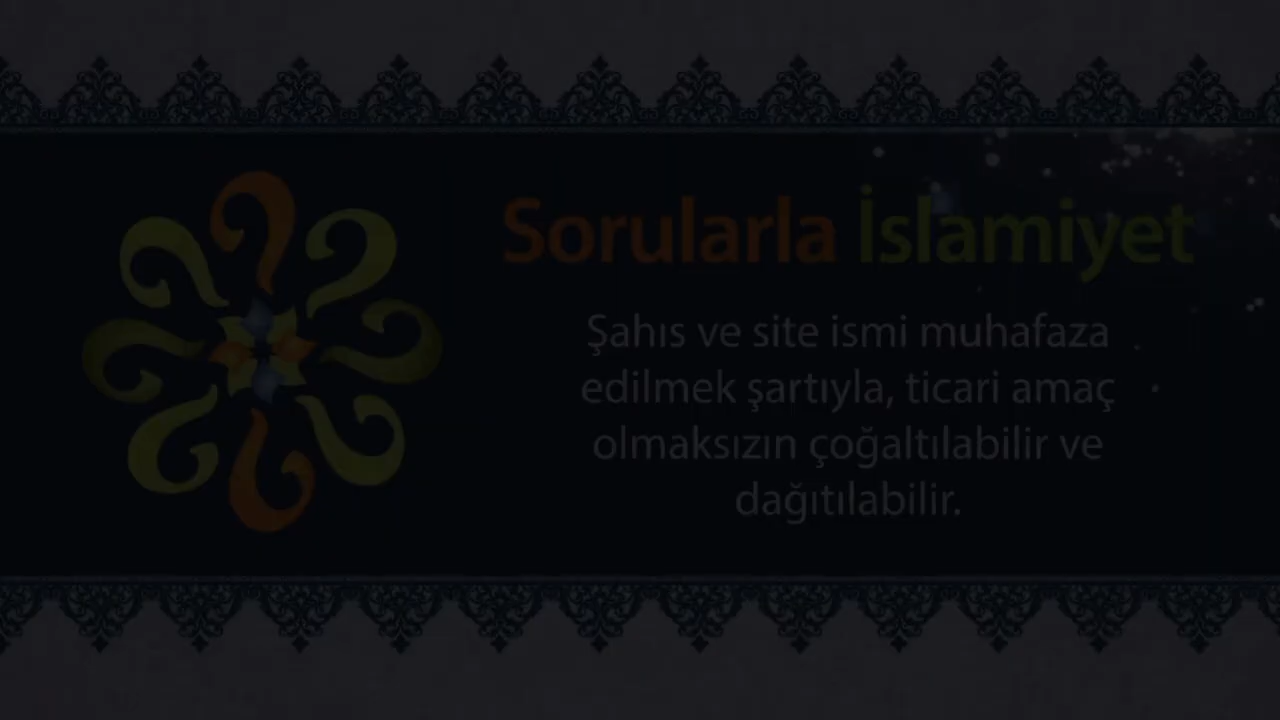 Sorularla İslamiyet
Şahıs ve site ismi muhafaza
edilmek şartıyla, ticari amaç
olmaksızın çoğaltılabilir ve
dağıtılabilir.